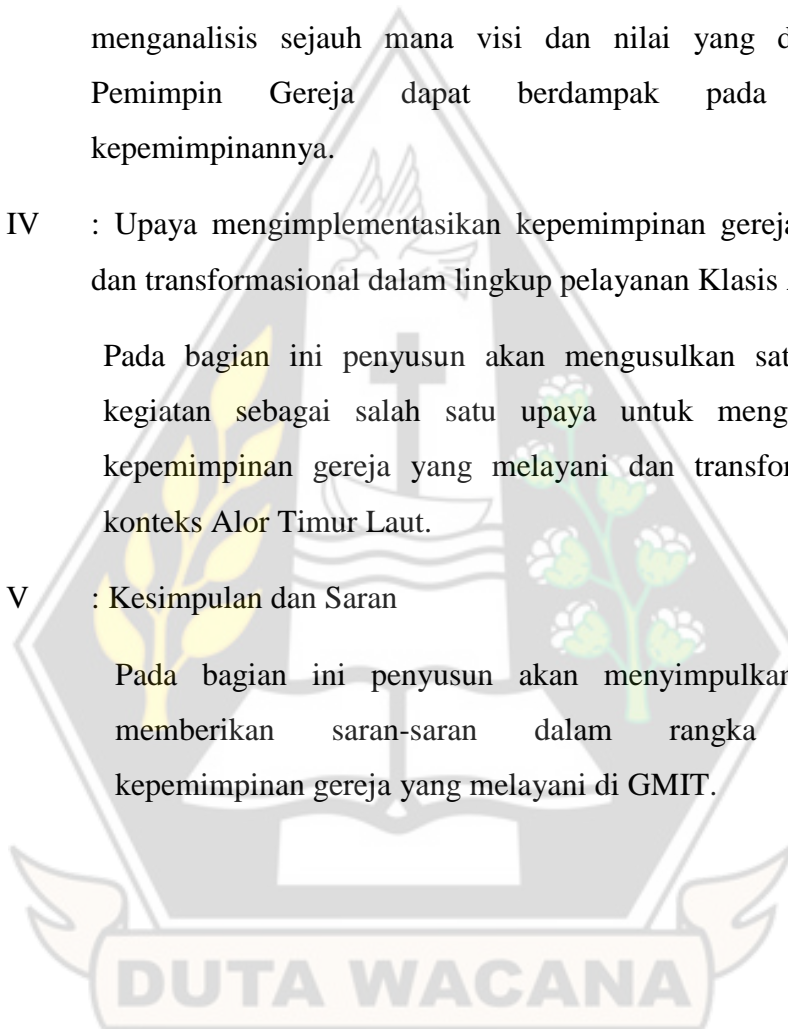 menganalisis sejauh mana visi dan nilai yang
Pemimpin Gereja dapat berdampak pada
kepemimpinannya.
IV : Upaya mengimplementasikan kepemimpinan gereja
dan transformasional dalam lingkup pelayanan Klasis
Pada bagian ini penyusun akan mengusulkan
kegiatan sebagai salah satu upaya untuk
kepemimpinan gereja yang melayani dan
konteks Alor Timur Laut.
V : Kesimpulan dan Saran
Pada bagian ini penyusun akan menyimpulkan
memberikan saran-saran dalam rangka
kepemimpinan gereja yang melayani di GMIT.
DUTA WACANA